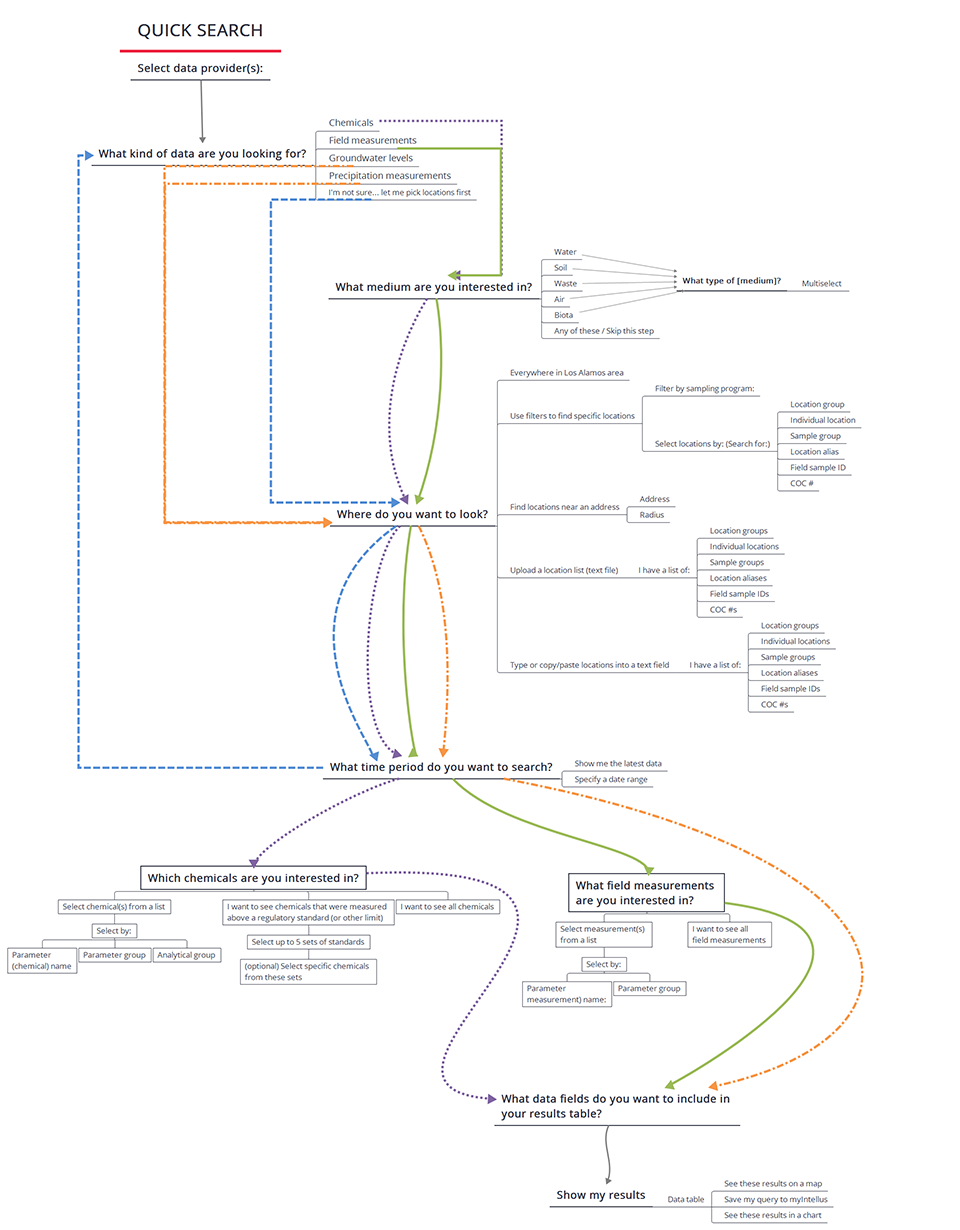 QUICK SEARCH
Select data provider(s):
What kind of data are you looking for?
Chemicals
Field measurements
Groundwater levels
Precipitation measurements
I'm not sure... let me pick locations first
What medium are you interested in?
Water
Soil
Waste
Air
Biota
Any of these / Skip this step
What type of [medium]?
Multiselect
Where do you want to look?
Everywhere in Los Alamos area
Use filters to find specific locations
Filter by sampling program:
Select locations by: (Search for:)
Location group
Individual location
Sample group
Location alias
Field sample ID
COC #
Find locations near an address
Address
Radius
Upload a location list (text file)
I have a list of:
Location groups
Individual locations
Sample groups
Location aliases
Field sample IDs
COC #s
Type or copy/paste locations into a text field
I have a list of:
Location groups
Individual locations
Sample groups
Location aliases
Field sample IDs
COC #s
What time period do you want to search?
Show me the latest data
Specify a date range
Which chemicals are you interested in?
Select chemical(s) from a list
Select by:
Parameter
(chemical) name
Parameter group
Analytical group
I want to see chemicals that were measured
above a regulatory standard (or other limit)
Select up to 5 sets of standards
(optional) Select specific chemicals
from these sets
I want to see all chemicals
What field measurements
are you interested in?
Select measurement(s)
from a list
Select by:
Parameter
measurement) name:
Parameter group
I want to see all
field measurements
What data fields do you want to include in
your results table?
Show my results
Data table
See these results on a map
Save my query to myIntellus
See these results in a chart